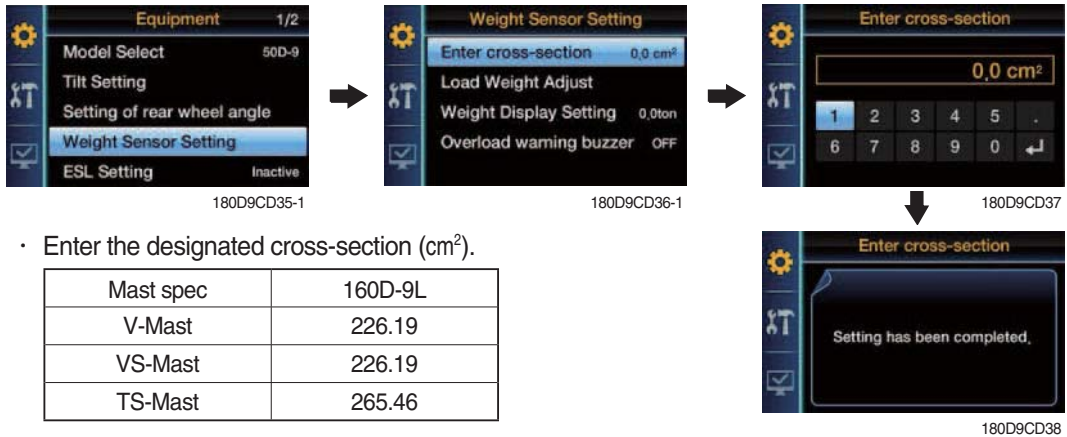 Equipment 1/2
Model Select 50D-9
Tilt Setting
Setting of rear wheel angle
Weight Sensor Setting
ESL Setting Inactive
180D9CD35-1
Weight Sensor Setting
Enter cross-section 0,0 cm²
Load Weight Adjust
Weight Display Setting 0,0ton
Overload warning buzzer OFF
180D9CD36-1
Enter cross-section
0,0 cm²
1 2 3 4 5 .
6 7 8 9 0 ↵
180D9CD37
Enter cross-section
Setting has been completed,
180D9CD38
· Enter the designated cross-section (cm²).
Mast spec 160D-9L
V-Mast 226.19
VS-Mast 226.19
TS-Mast 265.46